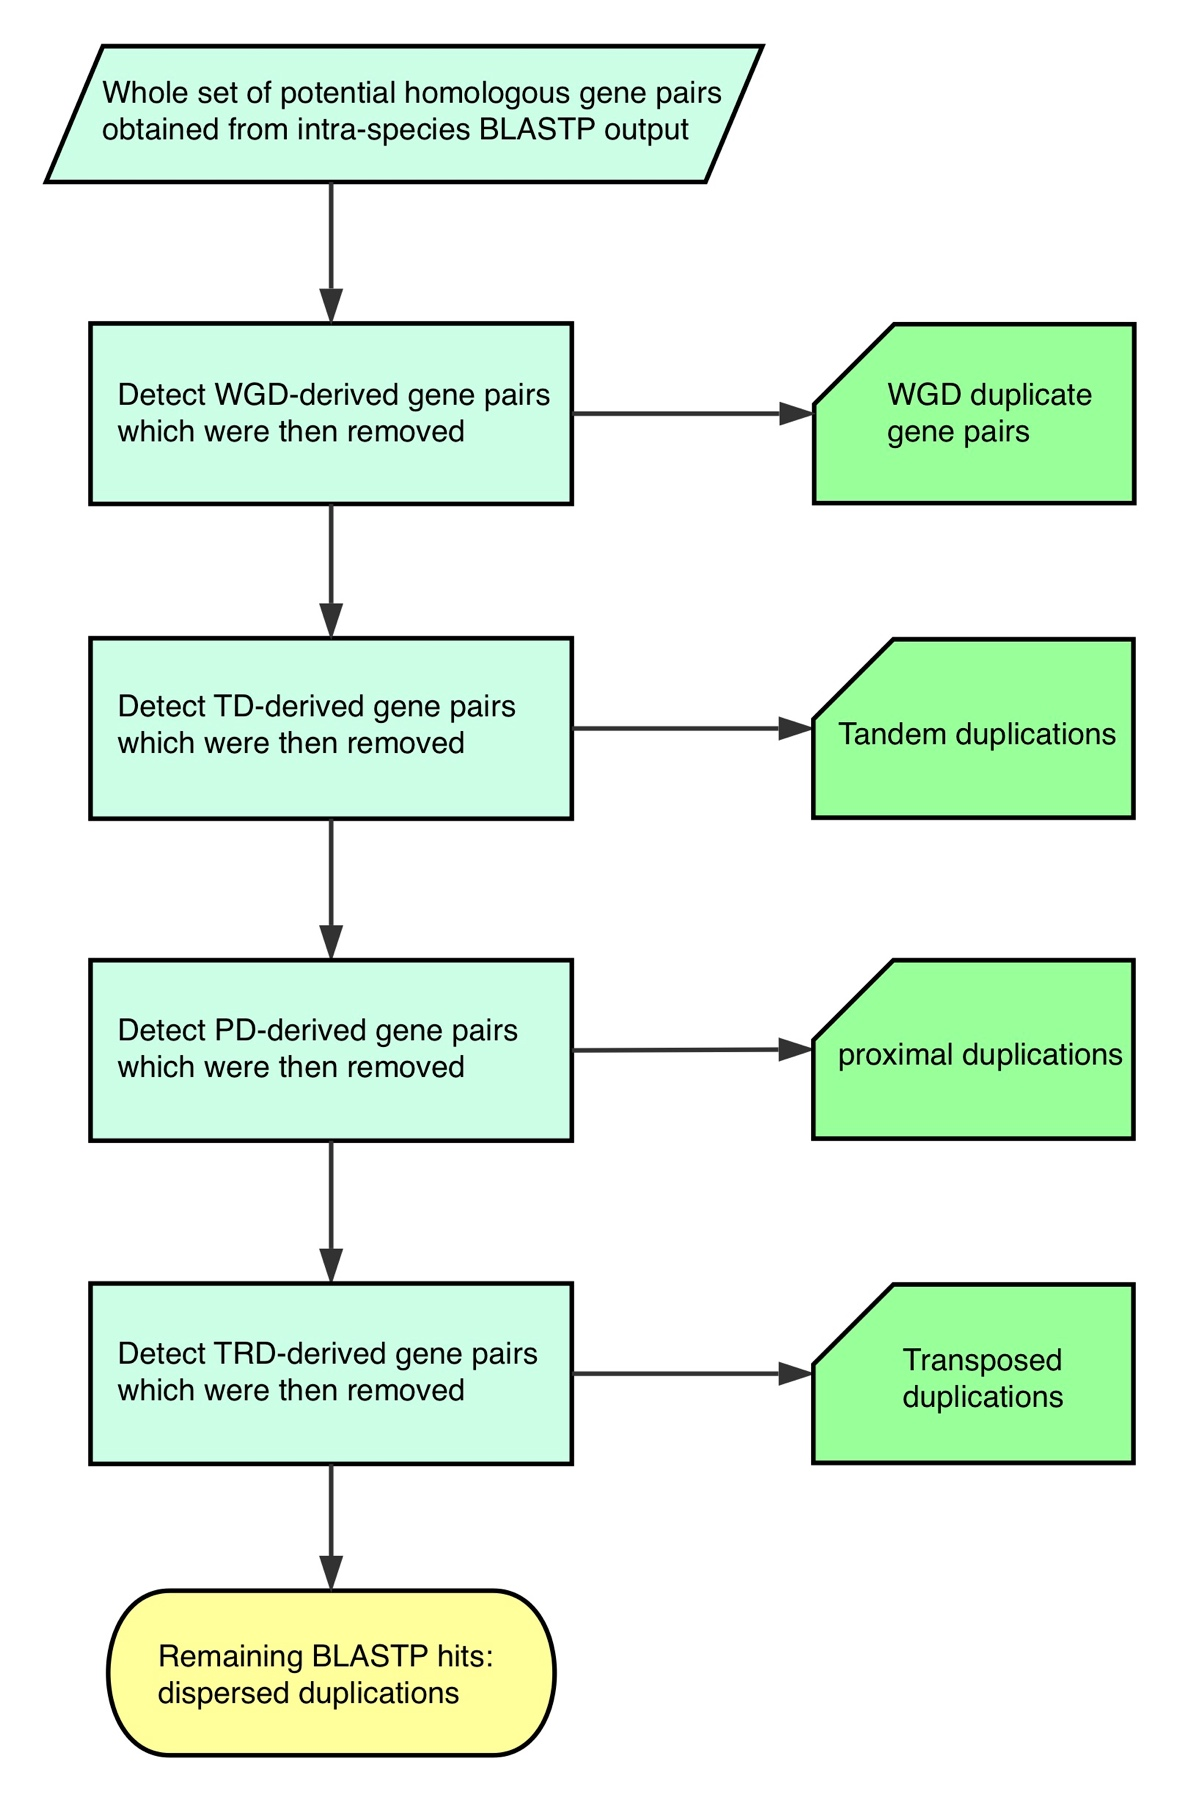 Whole set of potential homologous gene pairs
obtained from intra-species BLASTP output
Detect WGD-derived gene pairs
which were then removed
WGD duplicate
gene pairs
Detect TD-derived gene pairs
which were then removed
Tandem duplications
Detect PD-derived gene pairs
which were then removed
proximal duplications
Detect TRD-derived gene pairs
which were then removed
Transposed
duplications
Remaining BLASTP hits:
dispersed duplications